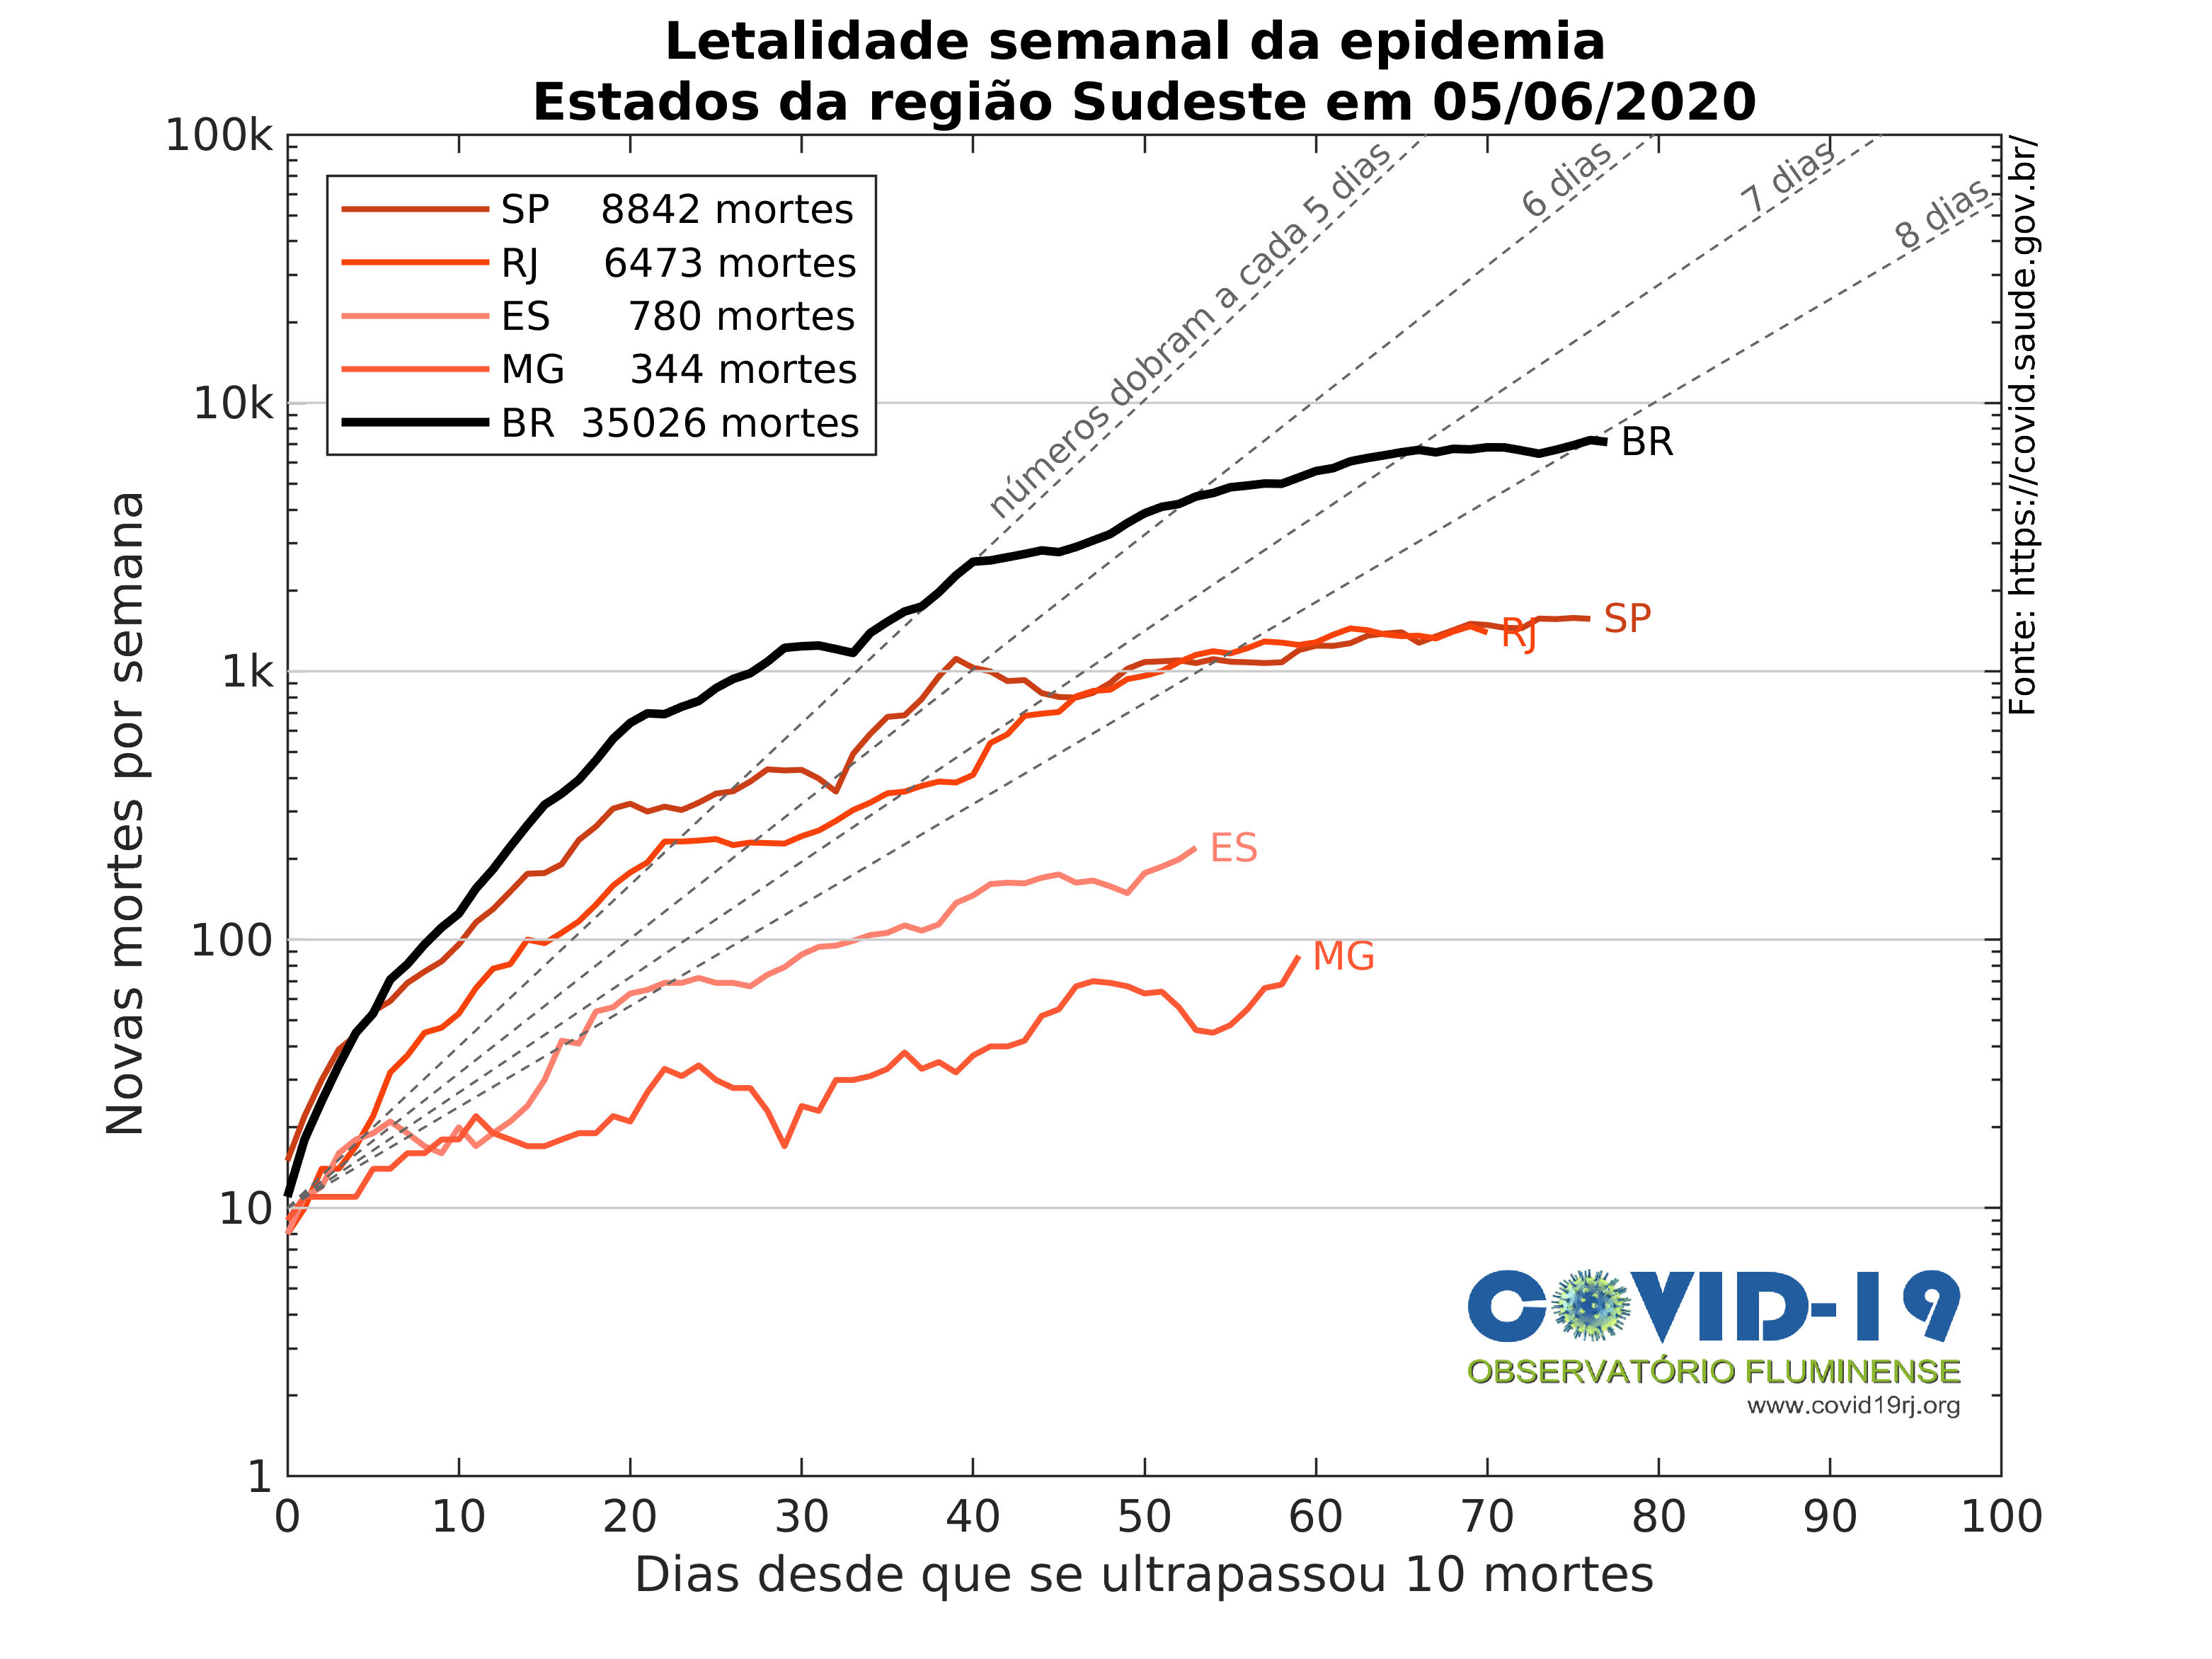 Letalidade semanal da epidemia
Estados da região Sudeste em 05/06/2020
100k
10k
1k
100
10
1
Novas mortes por semana
SP 8842 mortes
RJ 6473 mortes
ES 780 mortes
MG 344 mortes
BR 35026 mortes
números dobram a cada 5 dias
6 dias
7 dias
8 dias
BR
SP
RJ
ES
MG
Fonte: https://covid.saude.gov.br/
COVID-19
OBSERVATÓRIO FLUMINENSE
www.covid19rj.org
0 10 20 30 40 50 60 70 80 90 100
Dias desde que se ultrapassou 10 mortes